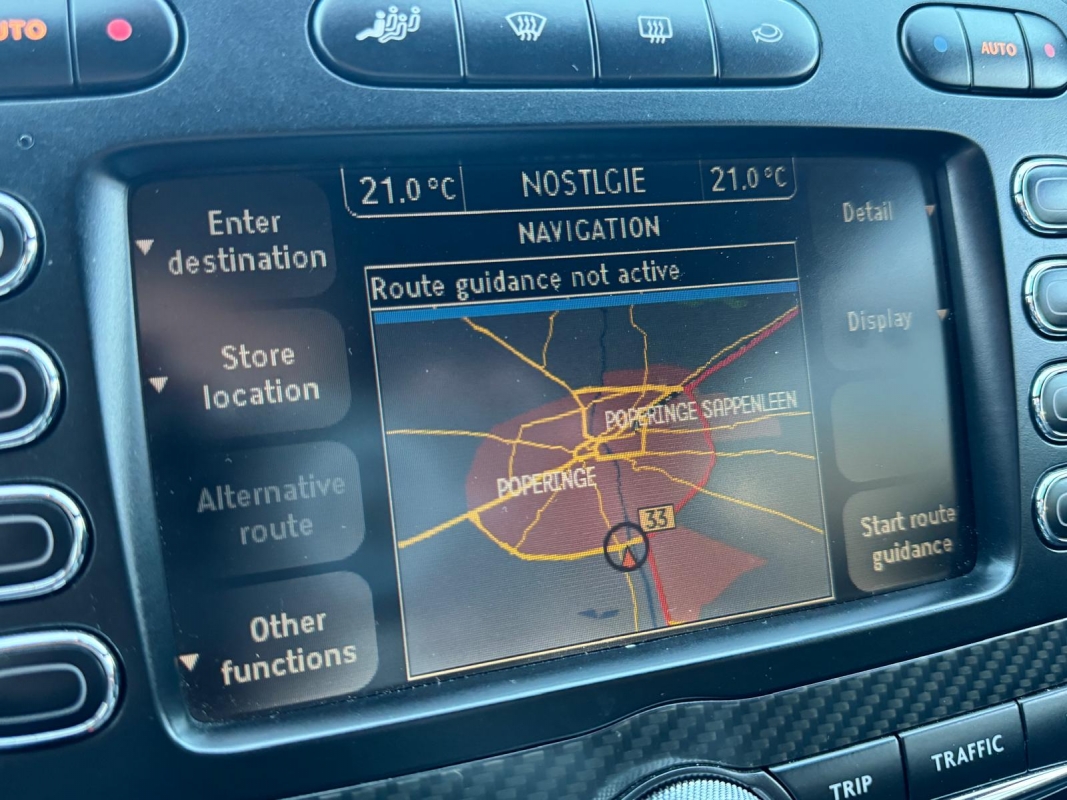 AUTO
21.0 °C NOSTLGIE 21.0 °C
NAVIGATION
Route guidance not active
Enter
destination
Store
location
Alternative
route
Other
functions
POPERINGE SAPPENLEEN
POPERINGE
33
Detail
Display
Start route
guidance
TRIP
TRAFFIC